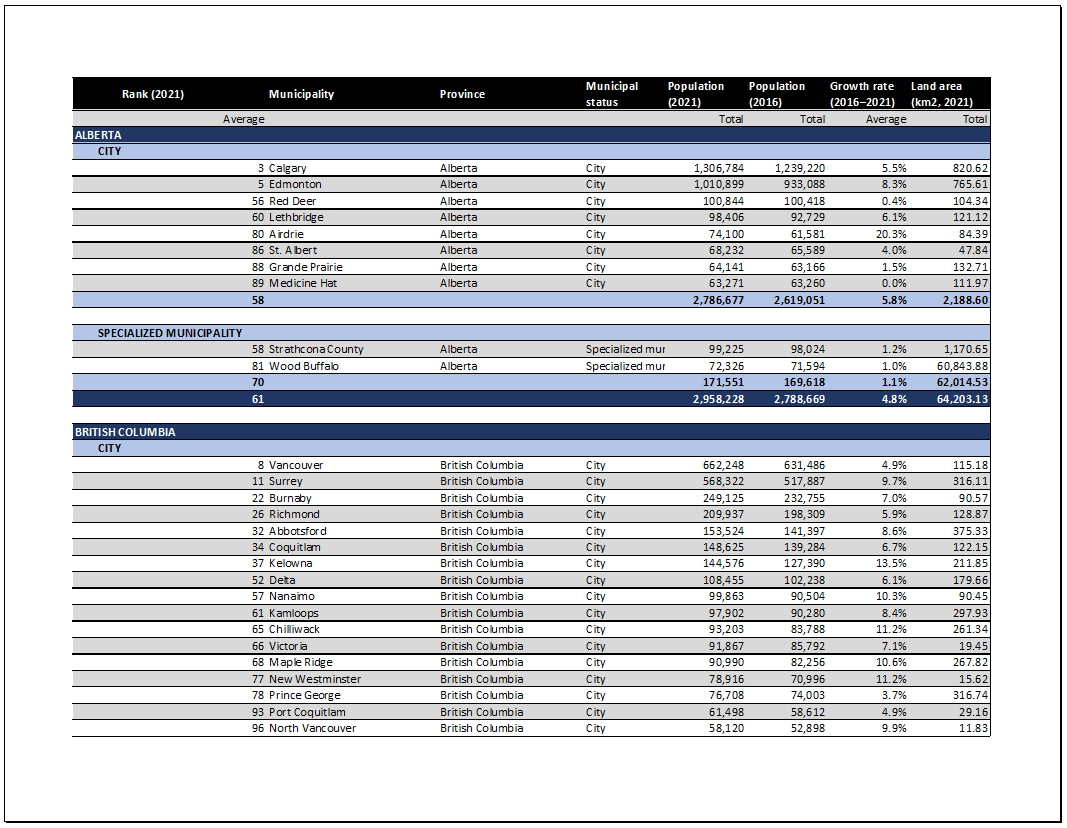 Rank (2021) Municipality Province Municipal status Population (2021) Population (2016) Growth rate (2016–2021) Land area (km2, 2021)
Average Total Total Average Total
ALBERTA
CITY
3 Calgary Alberta City 1,306,784 1,239,220 5.5% 820.62
5 Edmonton Alberta City 1,010,899 933,088 8.3% 765.61
56 Red Deer Alberta City 100,844 100,418 0.4% 104.34
60 Lethbridge Alberta City 98,406 92,729 6.1% 121.12
80 Airdrie Alberta City 74,100 61,581 20.3% 84.39
86 St. Albert Alberta City 68,232 65,589 4.0% 47.84
88 Grande Prairie Alberta City 64,141 63,166 1.5% 132.71
89 Medicine Hat Alberta City 63,271 63,260 0.0% 111.97
58 2,786,677 2,619,051 5.8% 2,188.60
SPECIALIZED MUNICIPALITY
58 Strathcona County Alberta Specialized mur 99,225 98,024 1.2% 1,170.65
81 Wood Buffalo Alberta Specialized mur 72,326 71,594 1.0% 60,843.88
70 171,551 169,618 1.1% 62,014.53
61 2,958,228 2,788,669 4.8% 64,203.13
BRITISH COLUMBIA
CITY
8 Vancouver British Columbia City 662,248 631,486 4.9% 115.18
11 Surrey British Columbia City 568,322 517,887 9.7% 316.11
22 Burnaby British Columbia City 249,125 232,755 7.0% 90.57
26 Richmond British Columbia City 209,937 198,309 5.9% 128.87
32 Abbotsford British Columbia City 153,524 141,397 8.6% 375.33
34 Coquitlam British Columbia City 148,625 139,284 6.7% 122.15
37 Kelowna British Columbia City 144,576 127,390 13.5% 211.85
52 Delta British Columbia City 108,455 102,238 6.1% 179.66
57 Nanaimo British Columbia City 99,863 90,504 10.3% 90.45
61 Kamloops British Columbia City 97,902 90,280 8.4% 297.93
65 Chilliwack British Columbia City 93,203 83,788 11.2% 261.34
66 Victoria British Columbia City 91,867 85,792 7.1% 19.45
68 Maple Ridge British Columbia City 90,990 82,256 10.6% 267.82
77 New Westminster British Columbia City 78,916 70,996 11.2% 15.62
78 Prince George British Columbia City 76,708 74,003 3.7% 316.74
93 Port Coquitlam British Columbia City 61,498 58,612 4.9% 29.16
96 North Vancouver British Columbia City 58,120 52,898 9.9% 11.83